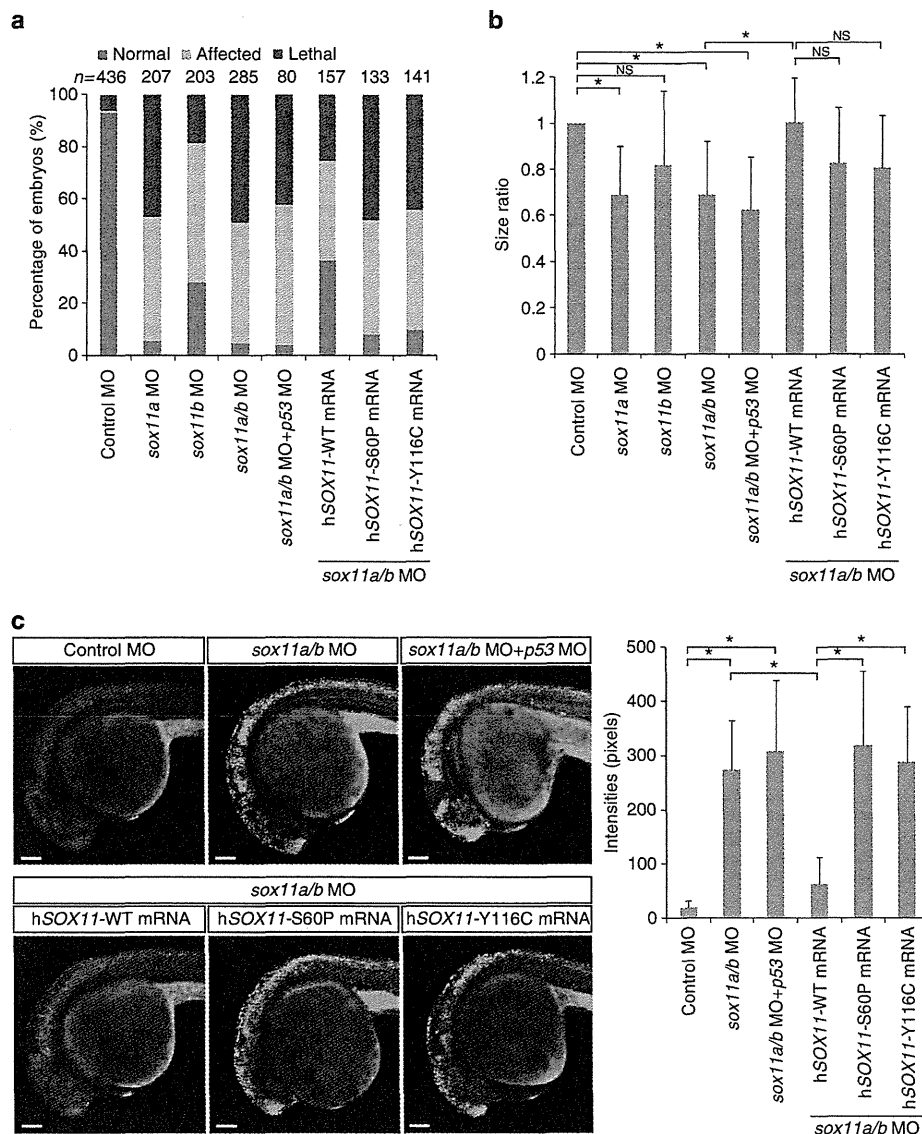 a
Normal Affected Lethal
n=436 207 203 285 80 157 133 141
100
80
60
40
20
0
Percentage of embryos (%)
Control MO
sox11a MO
sox11b MO
sox11a/b MO
sox11a/b MO+p53 MO
hSOX11-WT mRNA
hSOX11-S60P mRNA
hSOX11-Y116C mRNA
sox11a/b MO
b
* NS
* * NS
*
NS
*
1.2
1
0.8
0.6
0.4
0.2
0
Size ratio
Control MO
sox11a MO
sox11b MO
sox11a/b MO
sox11a/b MO+p53 MO
hSOX11-WT mRNA
hSOX11-S60P mRNA
hSOX11-Y116C mRNA
sox11a/b MO
c
Control MO
sox11a/b MO
sox11a/b MO+p53 MO
sox11a/b MO
hSOX11-WT mRNA
hSOX11-S60P mRNA
hSOX11-Y116C mRNA
500
400
300
200
100
0
Intensities (pixels)
* *
* *
*
Control MO
sox11a/b MO
sox11a/b MO+p53 MO
hSOX11-WT mRNA
hSOX11-S60P mRNA
hSOX11-Y116C mRNA
sox11a/b MO